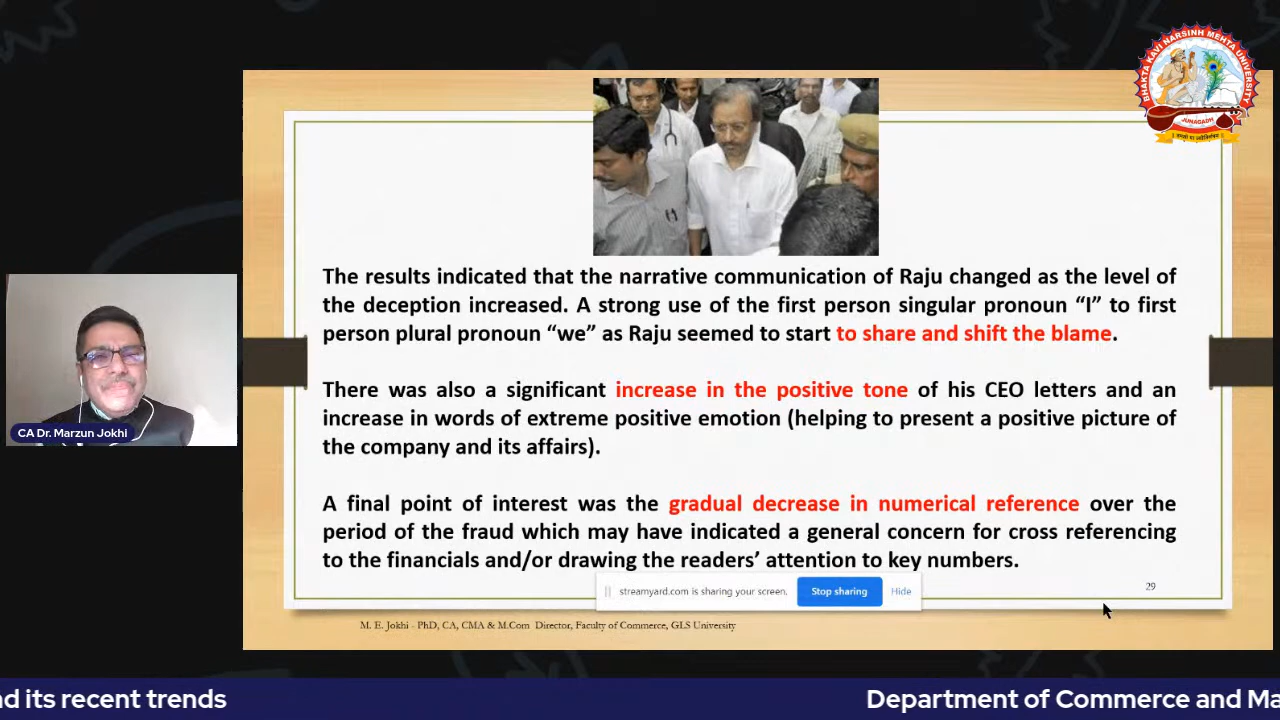 BHAKTA KAVI NARSINH MEHTA UNIVERSITY
JUNAGADH
The results indicated that the narrative communication of Raju changed as the level of
the deception increased. A strong use of the first person singular pronoun “I” to first
person plural pronoun “we” as Raju seemed to start to share and shift the blame.
There was also a significant increase in the positive tone of his CEO letters and an
increase in words of extreme positive emotion (helping to present a positive picture of
the company and its affairs).
A final point of interest was the gradual decrease in numerical reference over the
period of the fraud which may have indicated a general concern for cross referencing
to the financials and/or drawing the readers’ attention to key numbers.
CA Dr. Marzun Jokhi
streamyard.com is sharing your screen.
Stop sharing
Hide
29
M. E. Jokhi - PhD, CA, CMA & M.Com Director, Faculty of Commerce, GLS University
nd its recent trends
Department of Commerce and Ma